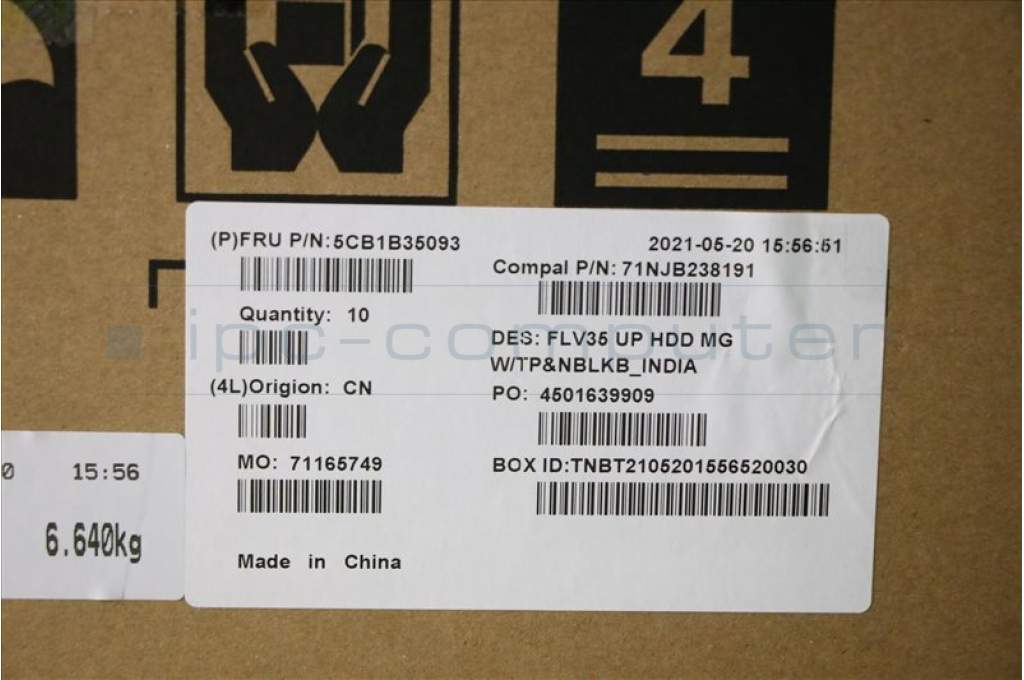 4
(P)FRU P/N:5CB1B35093
2021-05-20 15:56:51
Compal P/N: 71NJB238191
Quantity: 10
ipc-computer
DES: FLV35 UP HDD MG
W/TP&NBLKB_INDIA
(4L)Origion: CN
PO: 4501639909
MO: 71165749
BOX ID:TNBT2105201556520030
0 15:56
6.640kg
Made in China